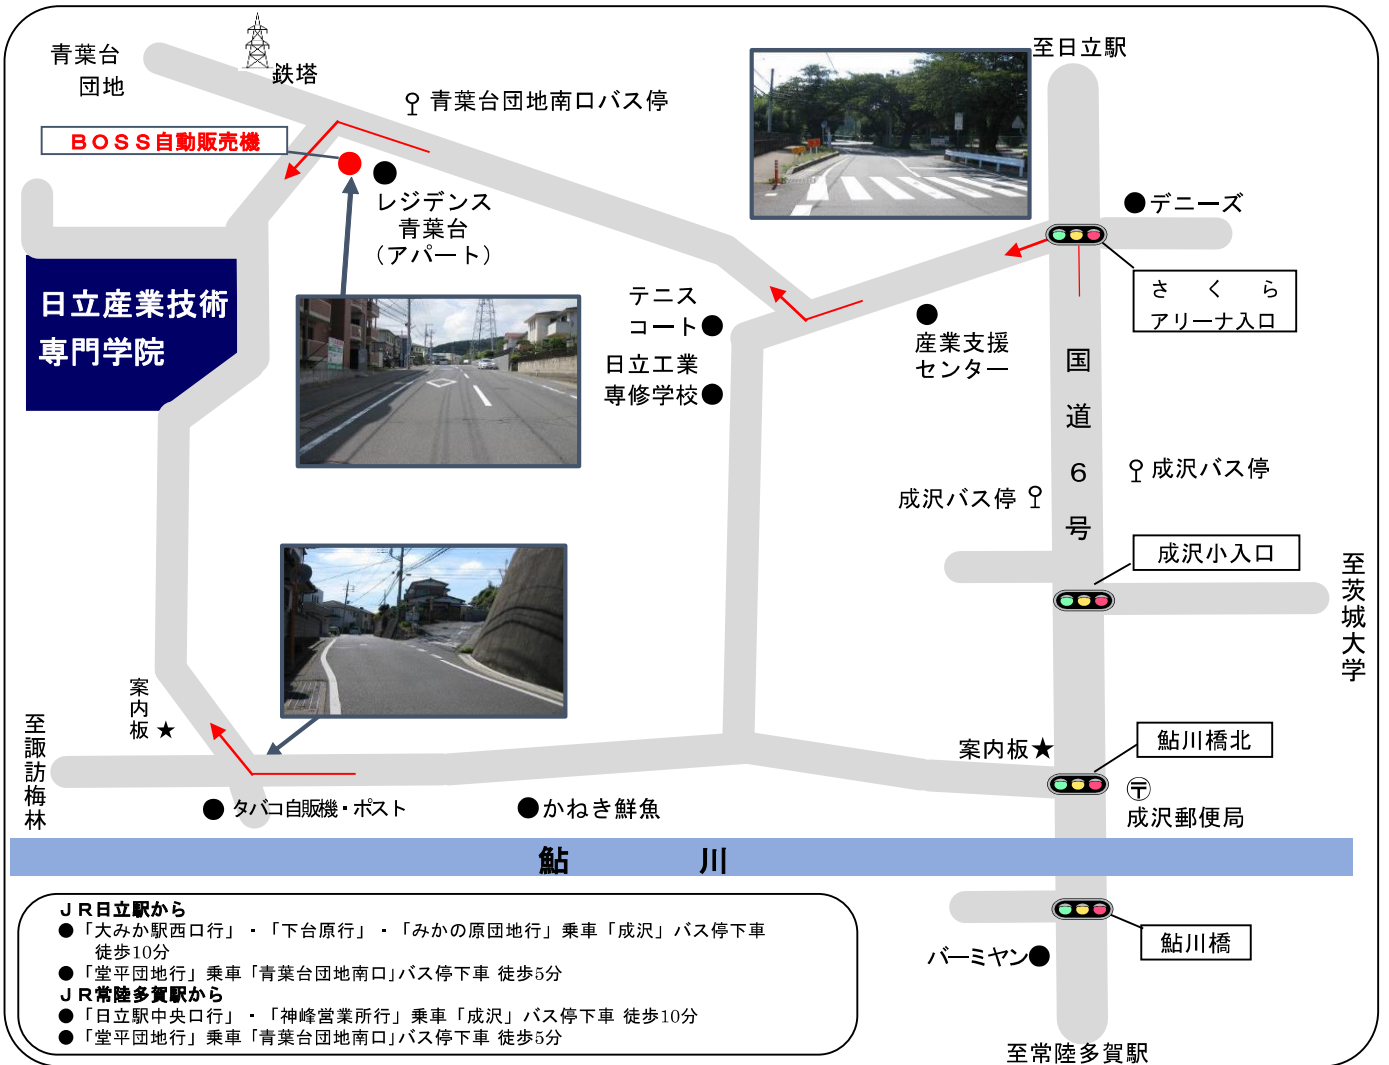 青葉台
団地
鉄塔
青葉台団地南口バス停
至日立駅
ＢＯＳＳ自動販売機
レジデンス
青葉台
（アパート）
デニーズ
さくら
アリーナ入口
日立産業技術
専門学院
テニス
コート
日立工業
専修学校
産業支援
センター
国道６号
成沢バス停
成沢バス停
成沢小入口
至茨城大学
案内板★
至諏訪梅林
案内板★
鮎川橋北
タバコ自販機・ポスト
かねき鮮魚
〒
成沢郵便局
鮎川
鮎川橋
バーミヤン
至常陸多賀駅
ＪＲ日立駅から
●「大みか駅西口行」・「下台原行」・「みかの原団地行」乗車「成沢」バス停下車
徒歩10分
●「堂平団地行」乗車「青葉台団地南口」バス停下車 徒歩5分
ＪＲ常陸多賀駅から
●「日立駅中央口行」・「神峰営業所行」乗車「成沢」バス停下車 徒歩10分
●「堂平団地行」乗車「青葉台団地南口」バス停下車 徒歩5分